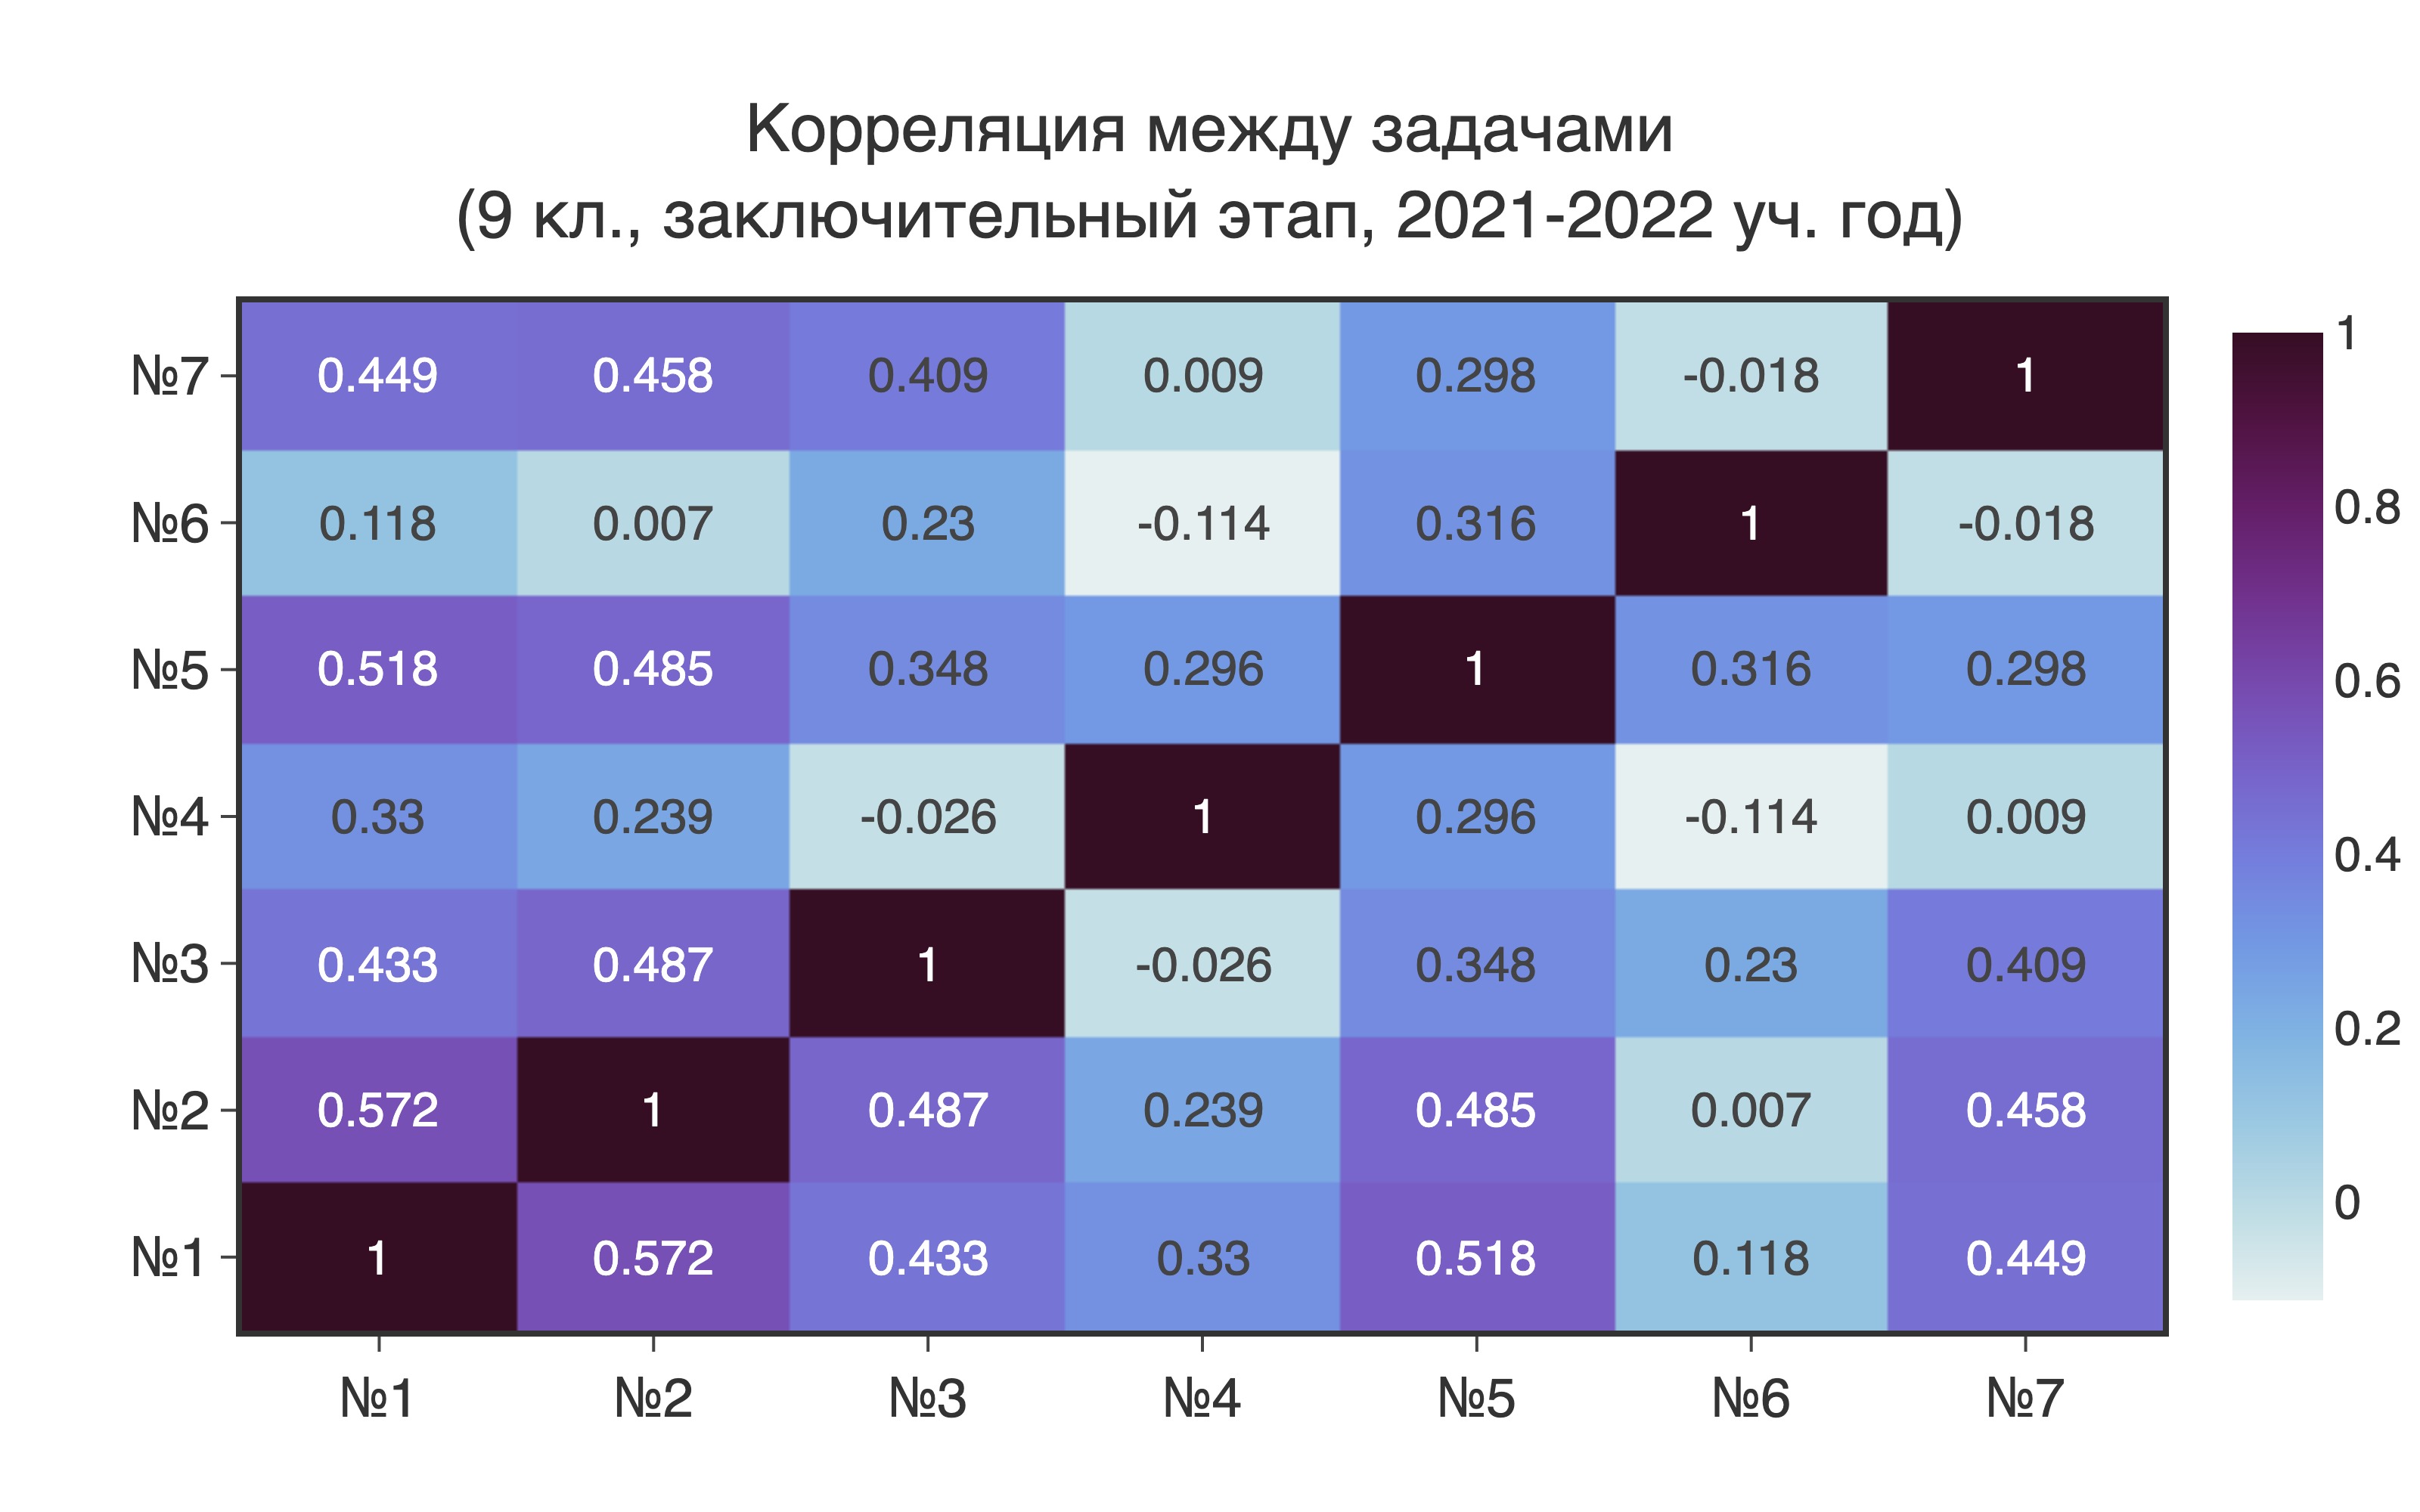 Корреляция между задачами
(9 кл., заключительный этап, 2021-2022 уч. год)
№7 0.449 0.458 0.409 0.009 0.298 -0.018 1
№6 0.118 0.007 0.23 -0.114 0.316 1 -0.018
№5 0.518 0.485 0.348 0.296 1 0.316 0.298
№4 0.33 0.239 -0.026 1 0.296 -0.114 0.009
№3 0.433 0.487 1 -0.026 0.348 0.23 0.409
№2 0.572 1 0.487 0.239 0.485 0.007 0.458
№1 1 0.572 0.433 0.33 0.518 0.118 0.449
№1 №2 №3 №4 №5 №6 №7
1
0.8
0.6
0.4
0.2
0